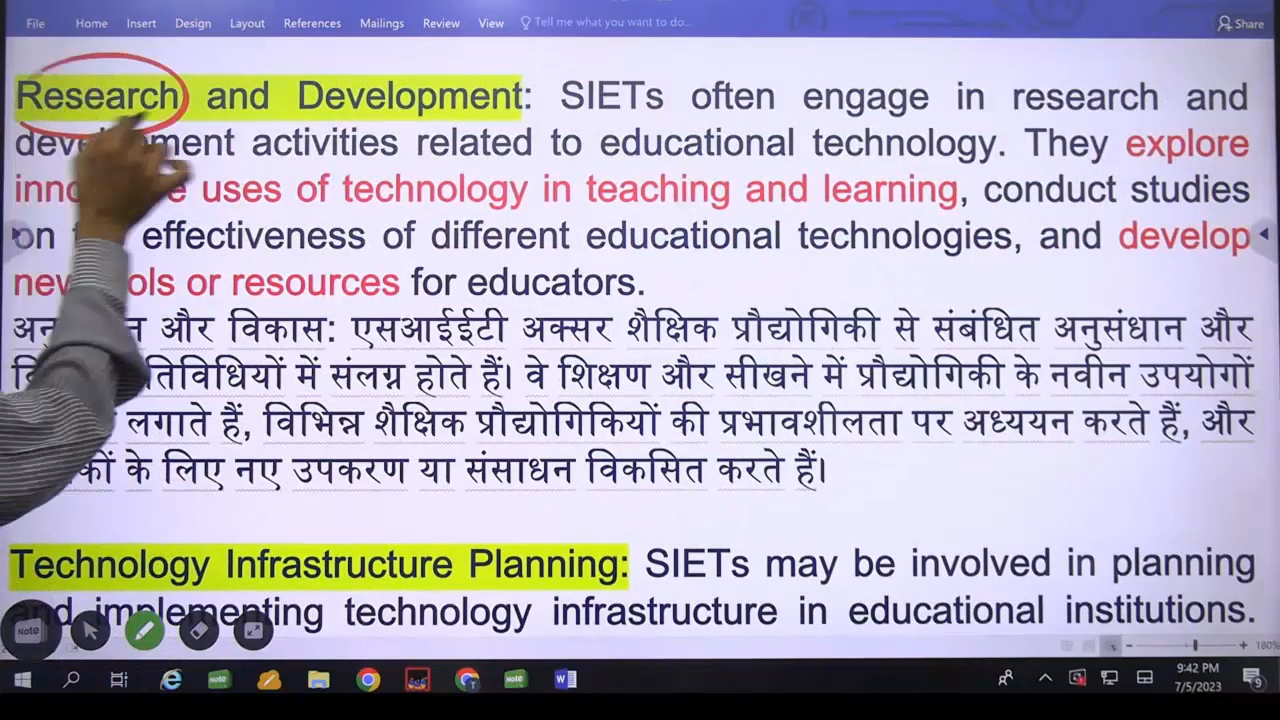 File Home Insert Design Layout References Mailings Review View Tell me what you want to do... Share
Research and Development: SIETs often engage in research and
development activities related to educational technology. They explore
uses of technology in teaching and learning, conduct studies
on effectiveness of different educational technologies, and develop
or resources for educators.
और विकास: एसआईईटी अक्सर शैक्षिक प्रौद्योगिकी से संबंधित अनुसंधान और
में संलग्न होते हैं। वे शिक्षण और सीखने में प्रौद्योगिकी के नवीन उपयोगों
लगाते हैं, विभिन्न शैक्षिक प्रौद्योगिकियों की प्रभावशीलता पर अध्ययन करते हैं, और
के लिए नए उपकरण या संसाधन विकसित करते हैं।
Technology Infrastructure Planning: SIETs may be involved in planning
and implementing technology infrastructure in educational institutions.
Note
180%
9:42 PM
7/5/2023